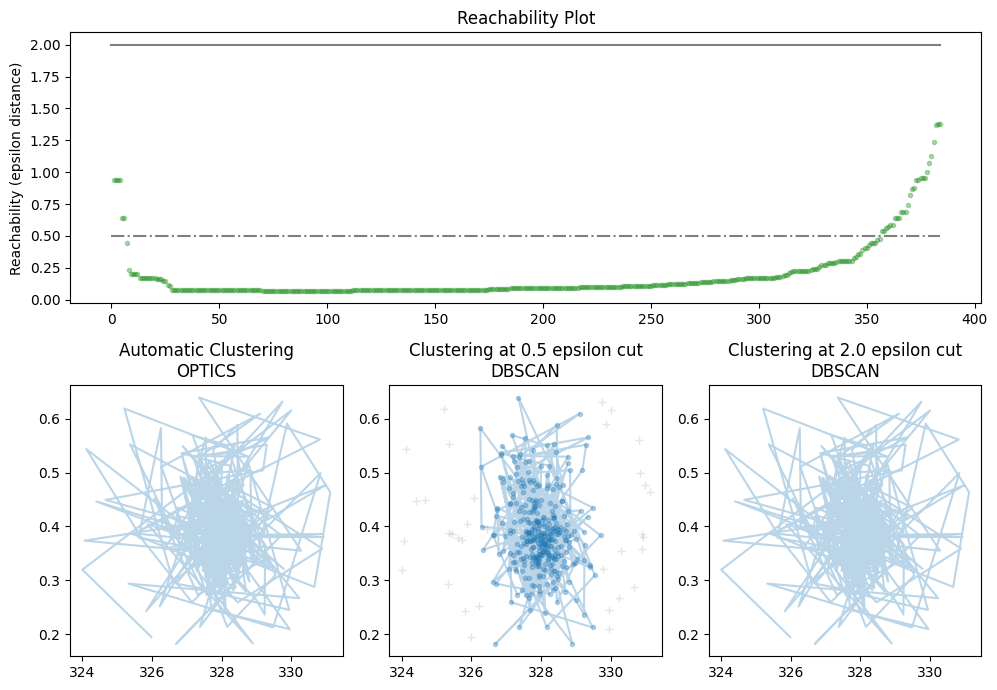 Reachability Plot
Reachability (epsilon distance)
2.00
1.75
1.50
1.25
1.00
0.75
0.50
0.25
0.00
0 50 100 150 200 250 300 350 400
Automatic Clustering
OPTICS
0.6
0.5
0.4
0.3
0.2
324 326 328 330
Clustering at 0.5 epsilon cut
DBSCAN
0.6
0.5
0.4
0.3
0.2
324 326 328 330
Clustering at 2.0 epsilon cut
DBSCAN
0.6
0.5
0.4
0.3
0.2
324 326 328 330